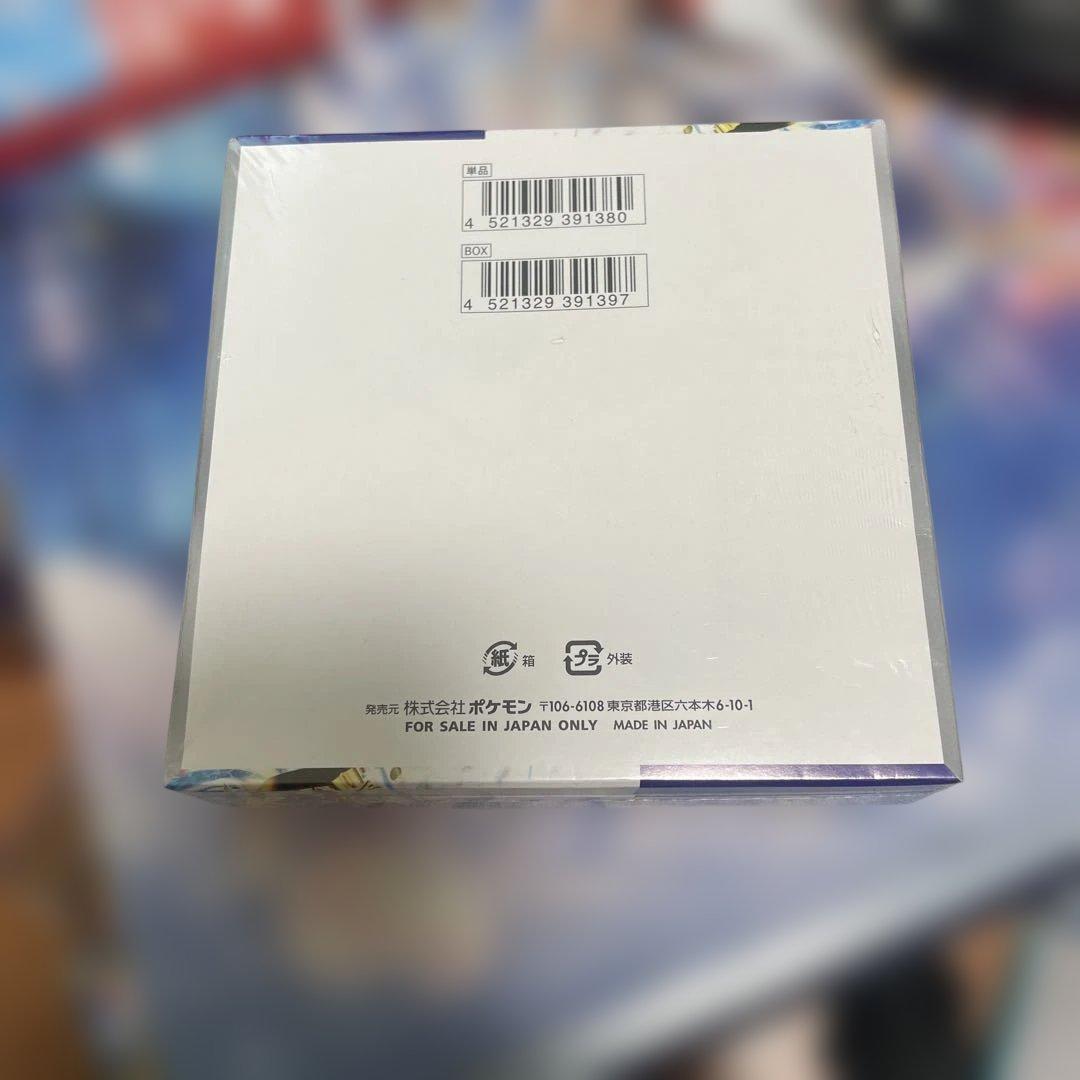 単品
4 521329 391380
BOX
4 521329 391397
紙 箱 プラ 外装
発売元 株式会社ポケモン 〒106-6108 東京都港区六本木6-10-1
FOR SALE IN JAPAN ONLY MADE IN JAPAN